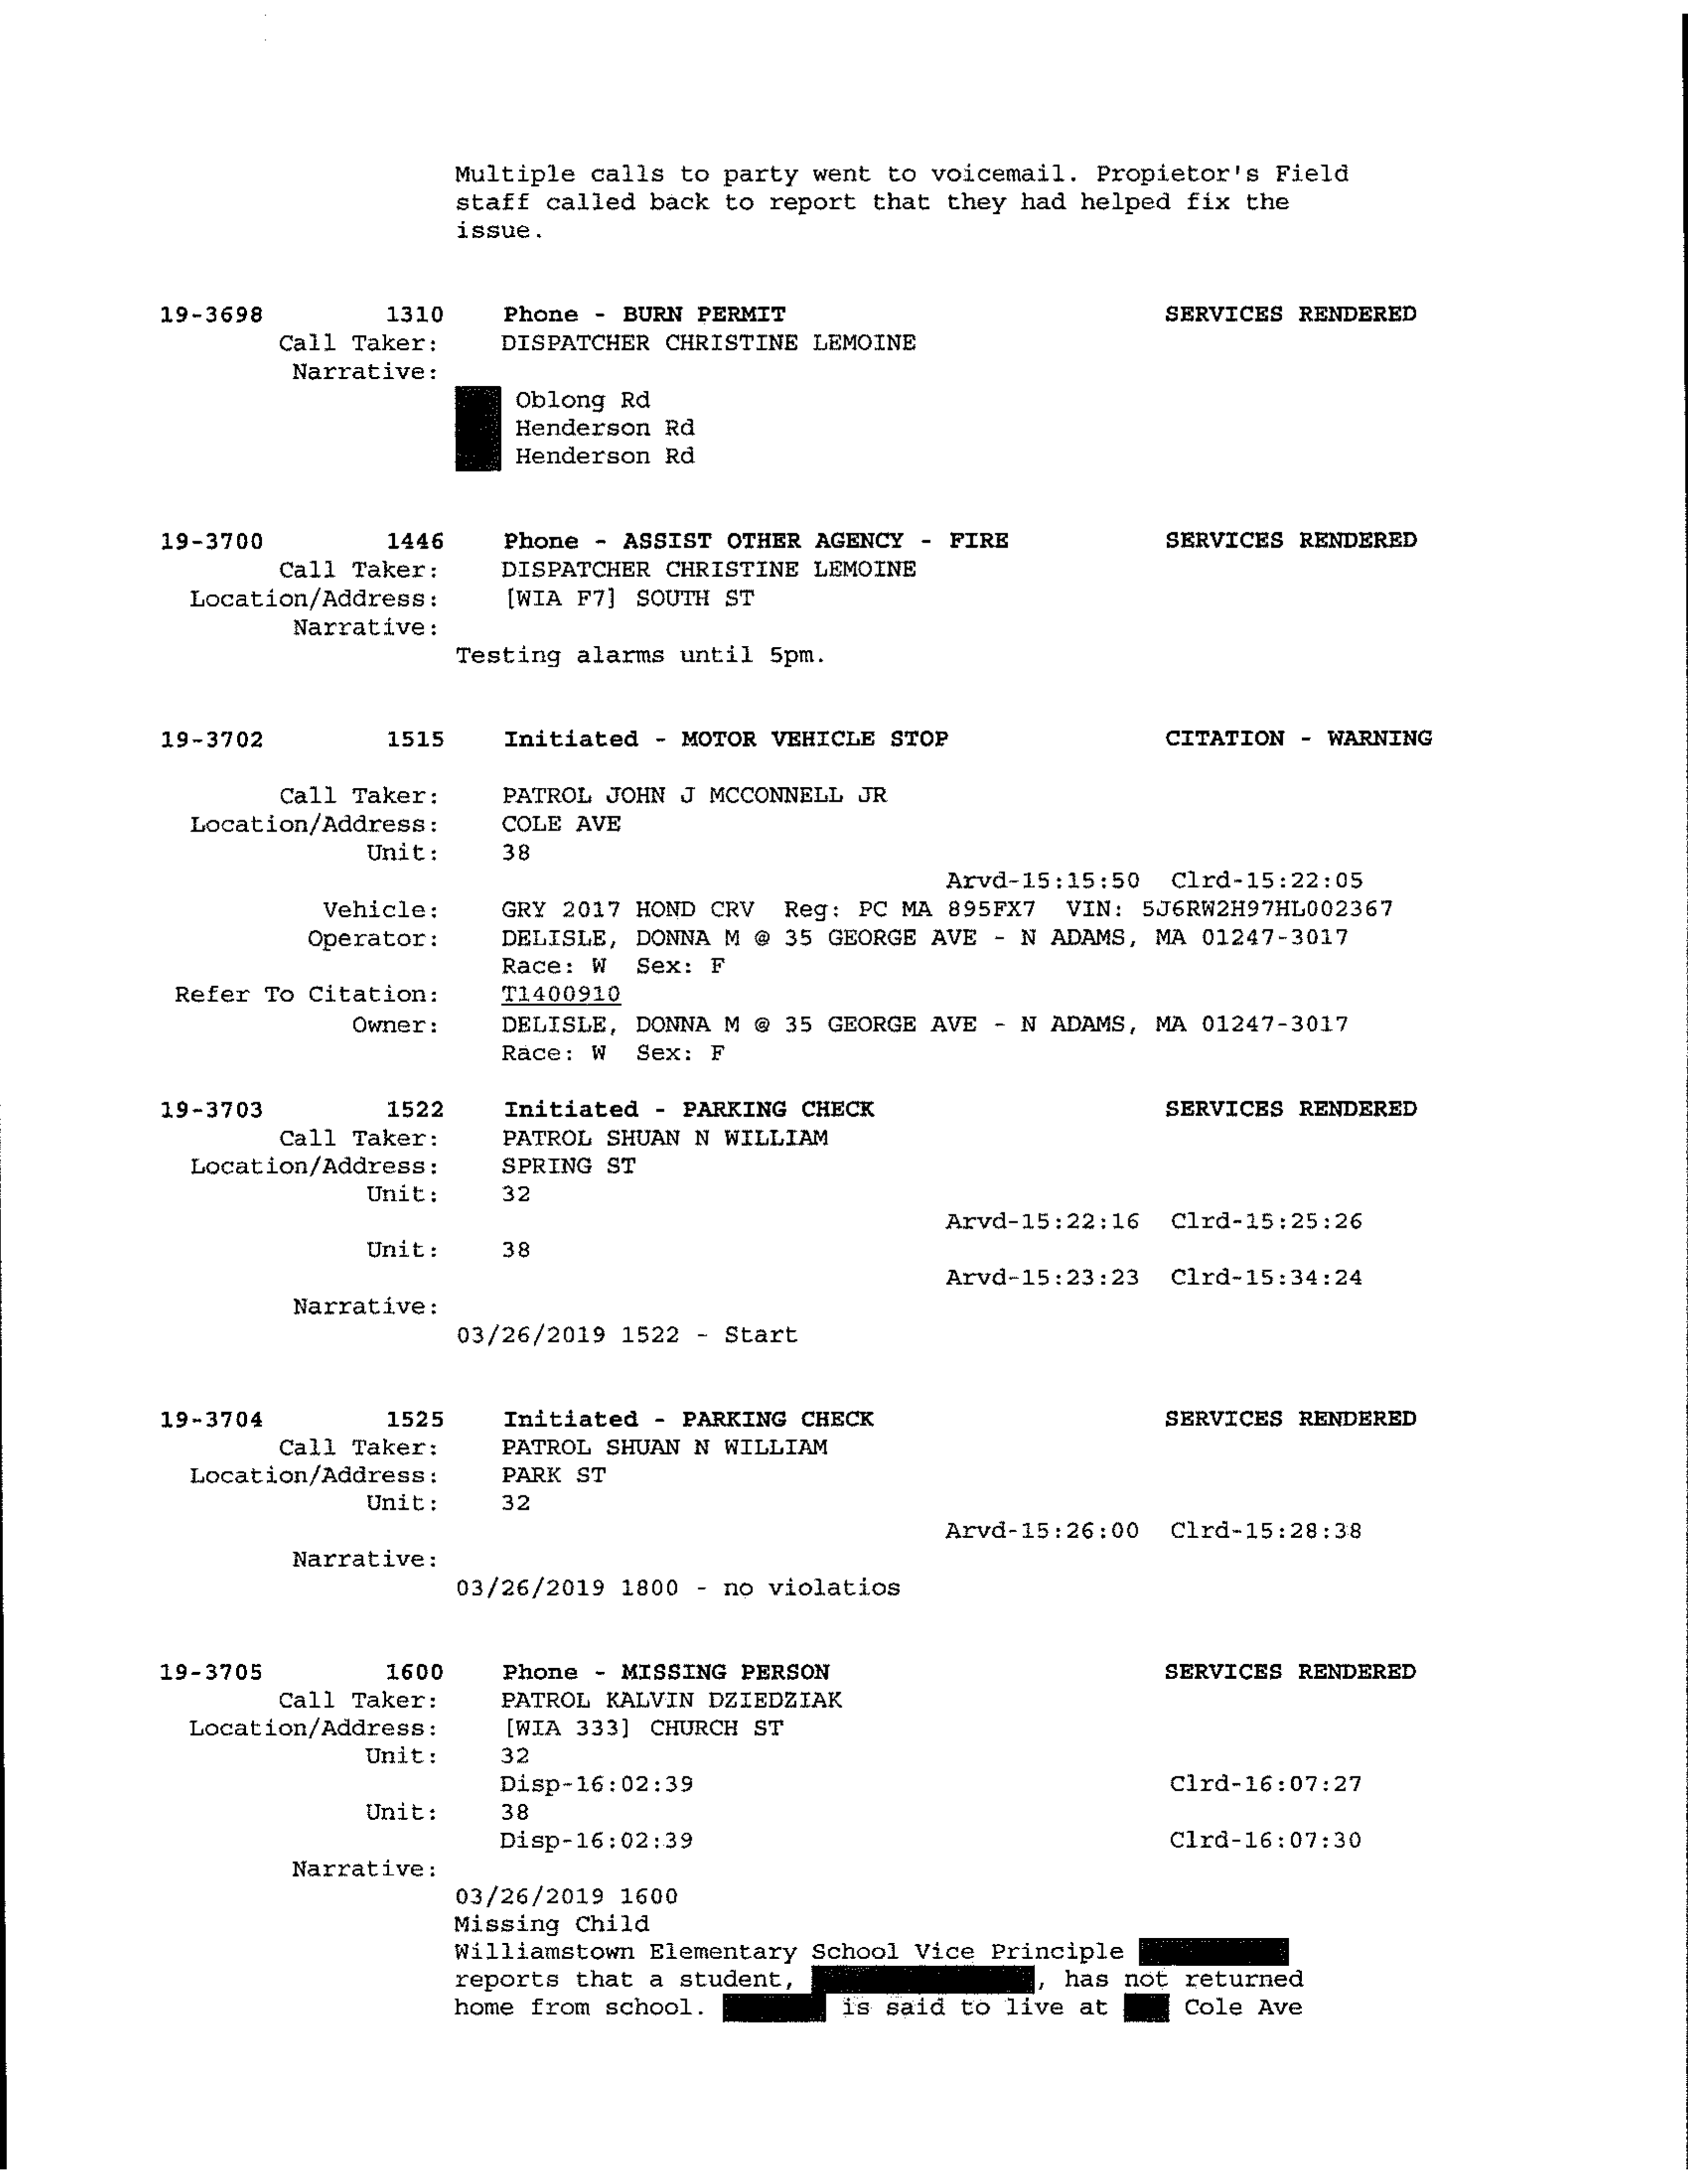 Multiple calls to party went to voicemail. Propietor's Field
staff called back to report that they had helped fix the
issue.
19-3698 1310 Phone - BURN PERMIT SERVICES RENDERED
Call Taker: DISPATCHER CHRISTINE LEMOINE
Narrative:
Oblong Rd
Henderson Rd
Henderson Rd
19-3700 1446 Phone - ASSIST OTHER AGENCY - FIRE SERVICES RENDERED
Call Taker: DISPATCHER CHRISTINE LEMOINE
Location/Address: [WIA F7] SOUTH ST
Narrative:
Testing alarms until 5pm.
19-3702 1515 Initiated - MOTOR VEHICLE STOP CITATION - WARNING
Call Taker: PATROL JOHN J MCCONNELL JR
Location/Address: COLE AVE
Unit: 38
Arvd-15:15:50 Clrd-15:22:05
Vehicle: GRY 2017 HOND CRV Reg: PC MA 895FX7 VIN: 5J6RW2H97HL002367
Operator: DELISLE, DONNA M @ 35 GEORGE AVE - N ADAMS, MA 01247-3017
Race: W Sex: F
Refer To Citation: T1400910
Owner: DELISLE, DONNA M @ 35 GEORGE AVE - N ADAMS, MA 01247-3017
Race: W Sex: F
19-3703 1522 Initiated - PARKING CHECK SERVICES RENDERED
Call Taker: PATROL SHUAN N WILLIAM
Location/Address: SPRING ST
Unit: 32
Arvd-15:22:16 Clrd-15:25:26
Unit: 38
Arvd-15:23:23 Clrd-15:34:24
Narrative:
03/26/2019 1522 - Start
19-3704 1525 Initiated - PARKING CHECK SERVICES RENDERED
Call Taker: PATROL SHUAN N WILLIAM
Location/Address: PARK ST
Unit: 32
Arvd-15:26:00 Clrd-15:28:38
Narrative:
03/26/2019 1800 - no violatios
19-3705 1600 Phone - MISSING PERSON SERVICES RENDERED
Call Taker: PATROL KALVIN DZIEDZIAK
Location/Address: [WIA 333] CHURCH ST
Unit: 32
Disp-16:02:39 Clrd-16:07:27
Unit: 38
Disp-16:02:39 Clrd-16:07:30
Narrative:
03/26/2019 1600
Missing Child
Williamstown Elementary School Vice Principle
reports that a student, , has not returned
home from school. is said to live at Cole Ave